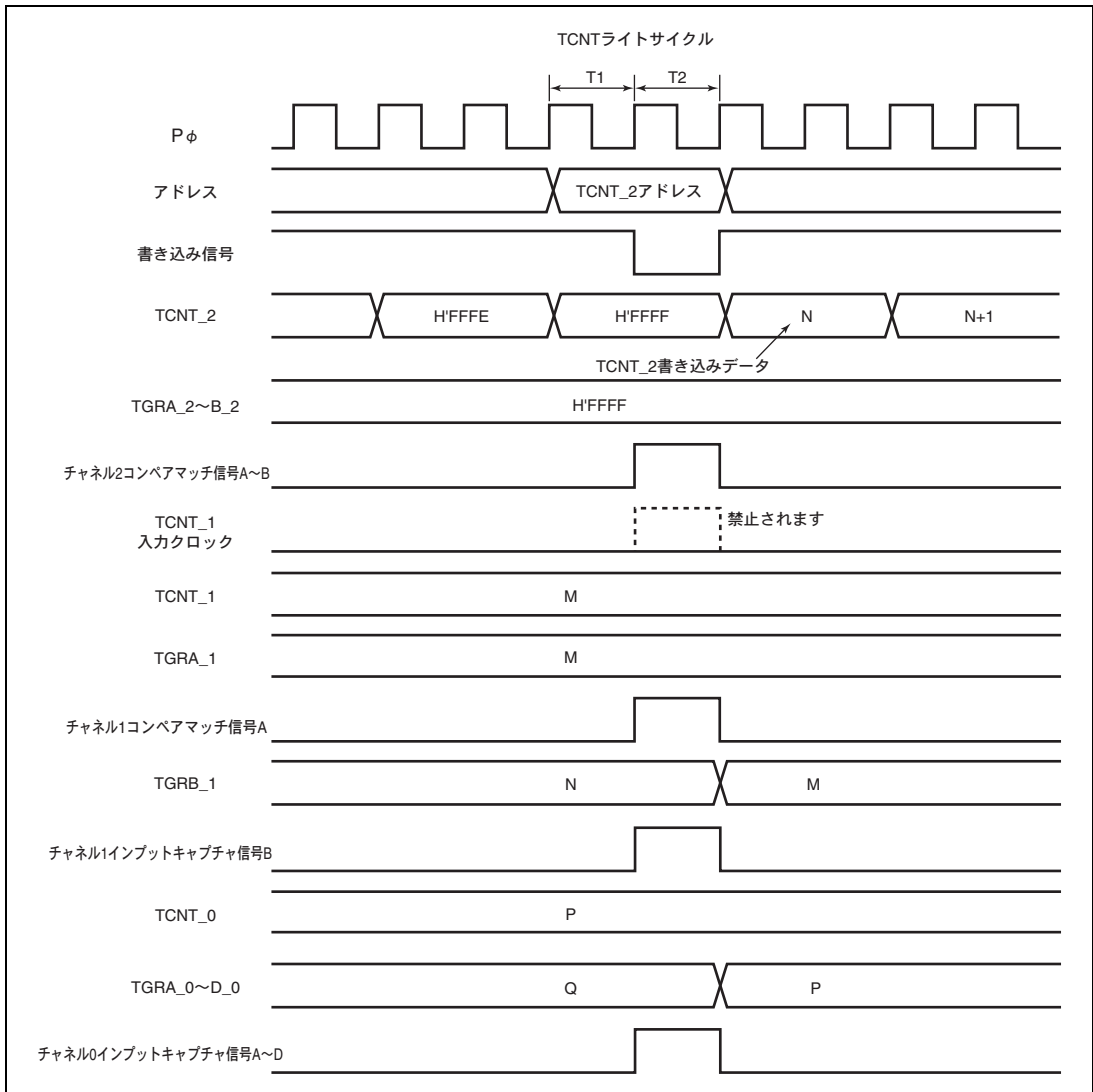 TCNTライトサイクル
T1 T2
Pφ
アドレス TCNT_2アドレス
書き込み信号
TCNT_2 H'FFFE H'FFFF N N+1
TCNT_2書き込みデータ
TGRA_2～B_2 H'FFFF
チャネル2コンペアマッチ信号A～B
TCNT_1
入力クロック
禁止されます
TCNT_1 M
TGRA_1 M
チャネル1コンペアマッチ信号A
TGRB_1 N M
チャネル1インプットキャプチャ信号B
TCNT_0 P
TGRA_0～D_0 Q P
チャネル0インプットキャプチャ信号A～D